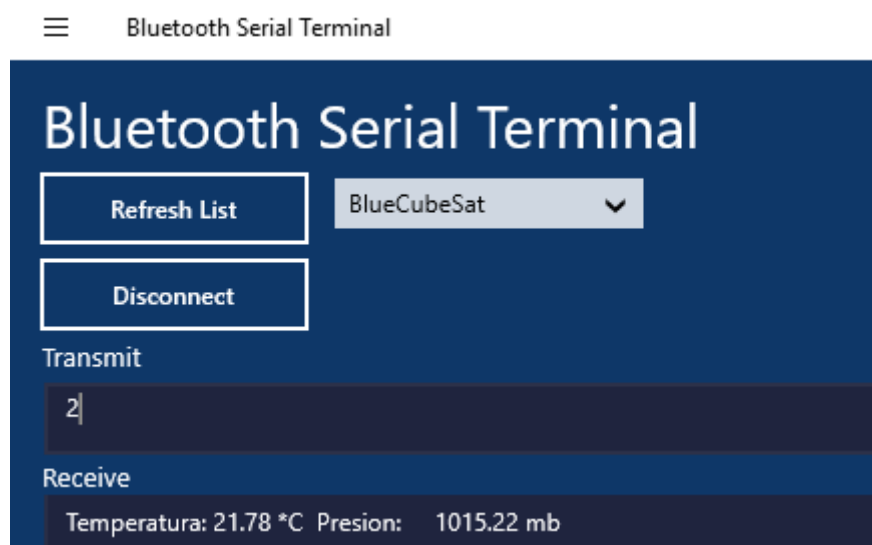 Bluetooth Serial Terminal
Bluetooth Serial Terminal
Refresh List
BlueCubeSat
Disconnect
Transmit
2
Receive
Temperatura: 21.78 *C Presion: 1015.22 mb